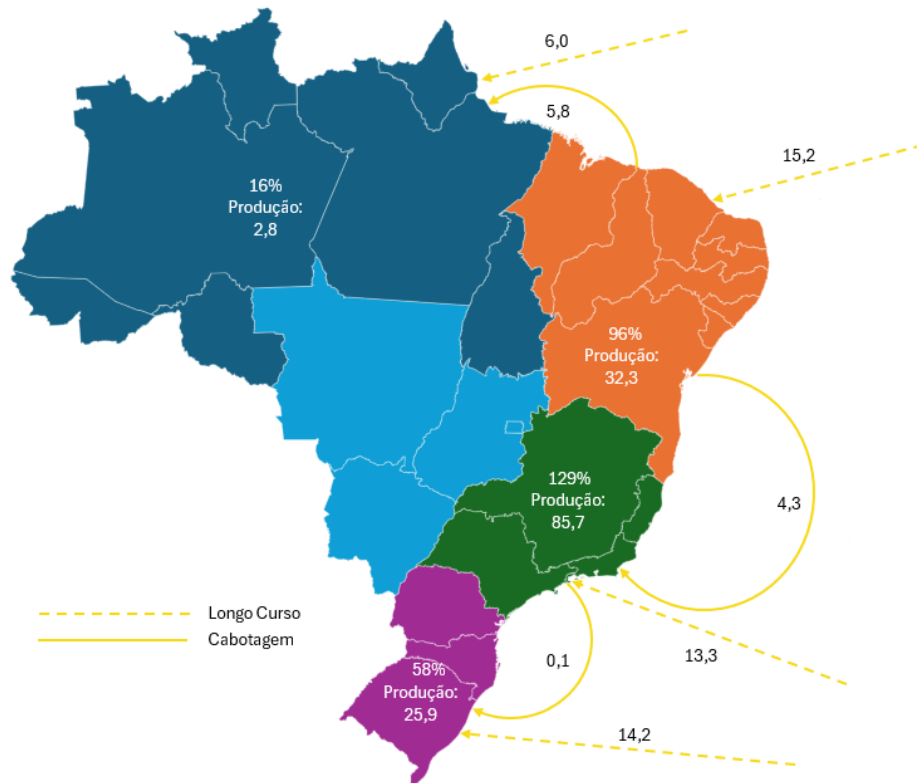 6,0
5,8
15,2
16%
Produção:
2,8
96%
Produção:
32,3
129%
Produção:
85,7
4,3
Longo Curso
Cabotagem
0,1
13,3
58%
Produção:
25,9
14,2